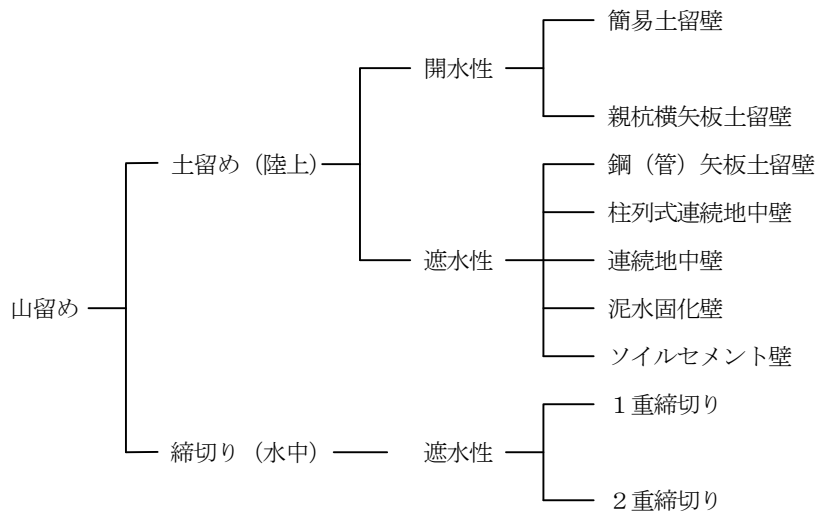 簡易土留壁
開水性
親杭横矢板土留壁
土留め（陸上）
鋼（管）矢板土留壁
柱列式連続地中壁
遮水性
連続地中壁
山留め
泥水固化壁
ソイルセメント壁
１重締切り
締切り（水中）
遮水性
２重締切り